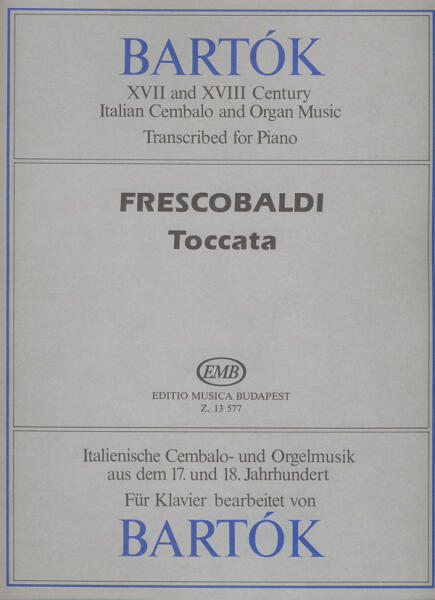 BARTÓK
XVII and XVIII Century
Italian Cembalo and Organ Music
Transcribed for Piano
FRESCOBALDI
Toccata
EMB
EDITIO MUSICA BUDAPEST
Z. 13 577
Italienische Cembalo- und Orgelmusik
aus dem 17. und 18. Jahrhundert
Für Klavier bearbeitet von
BARTÓK